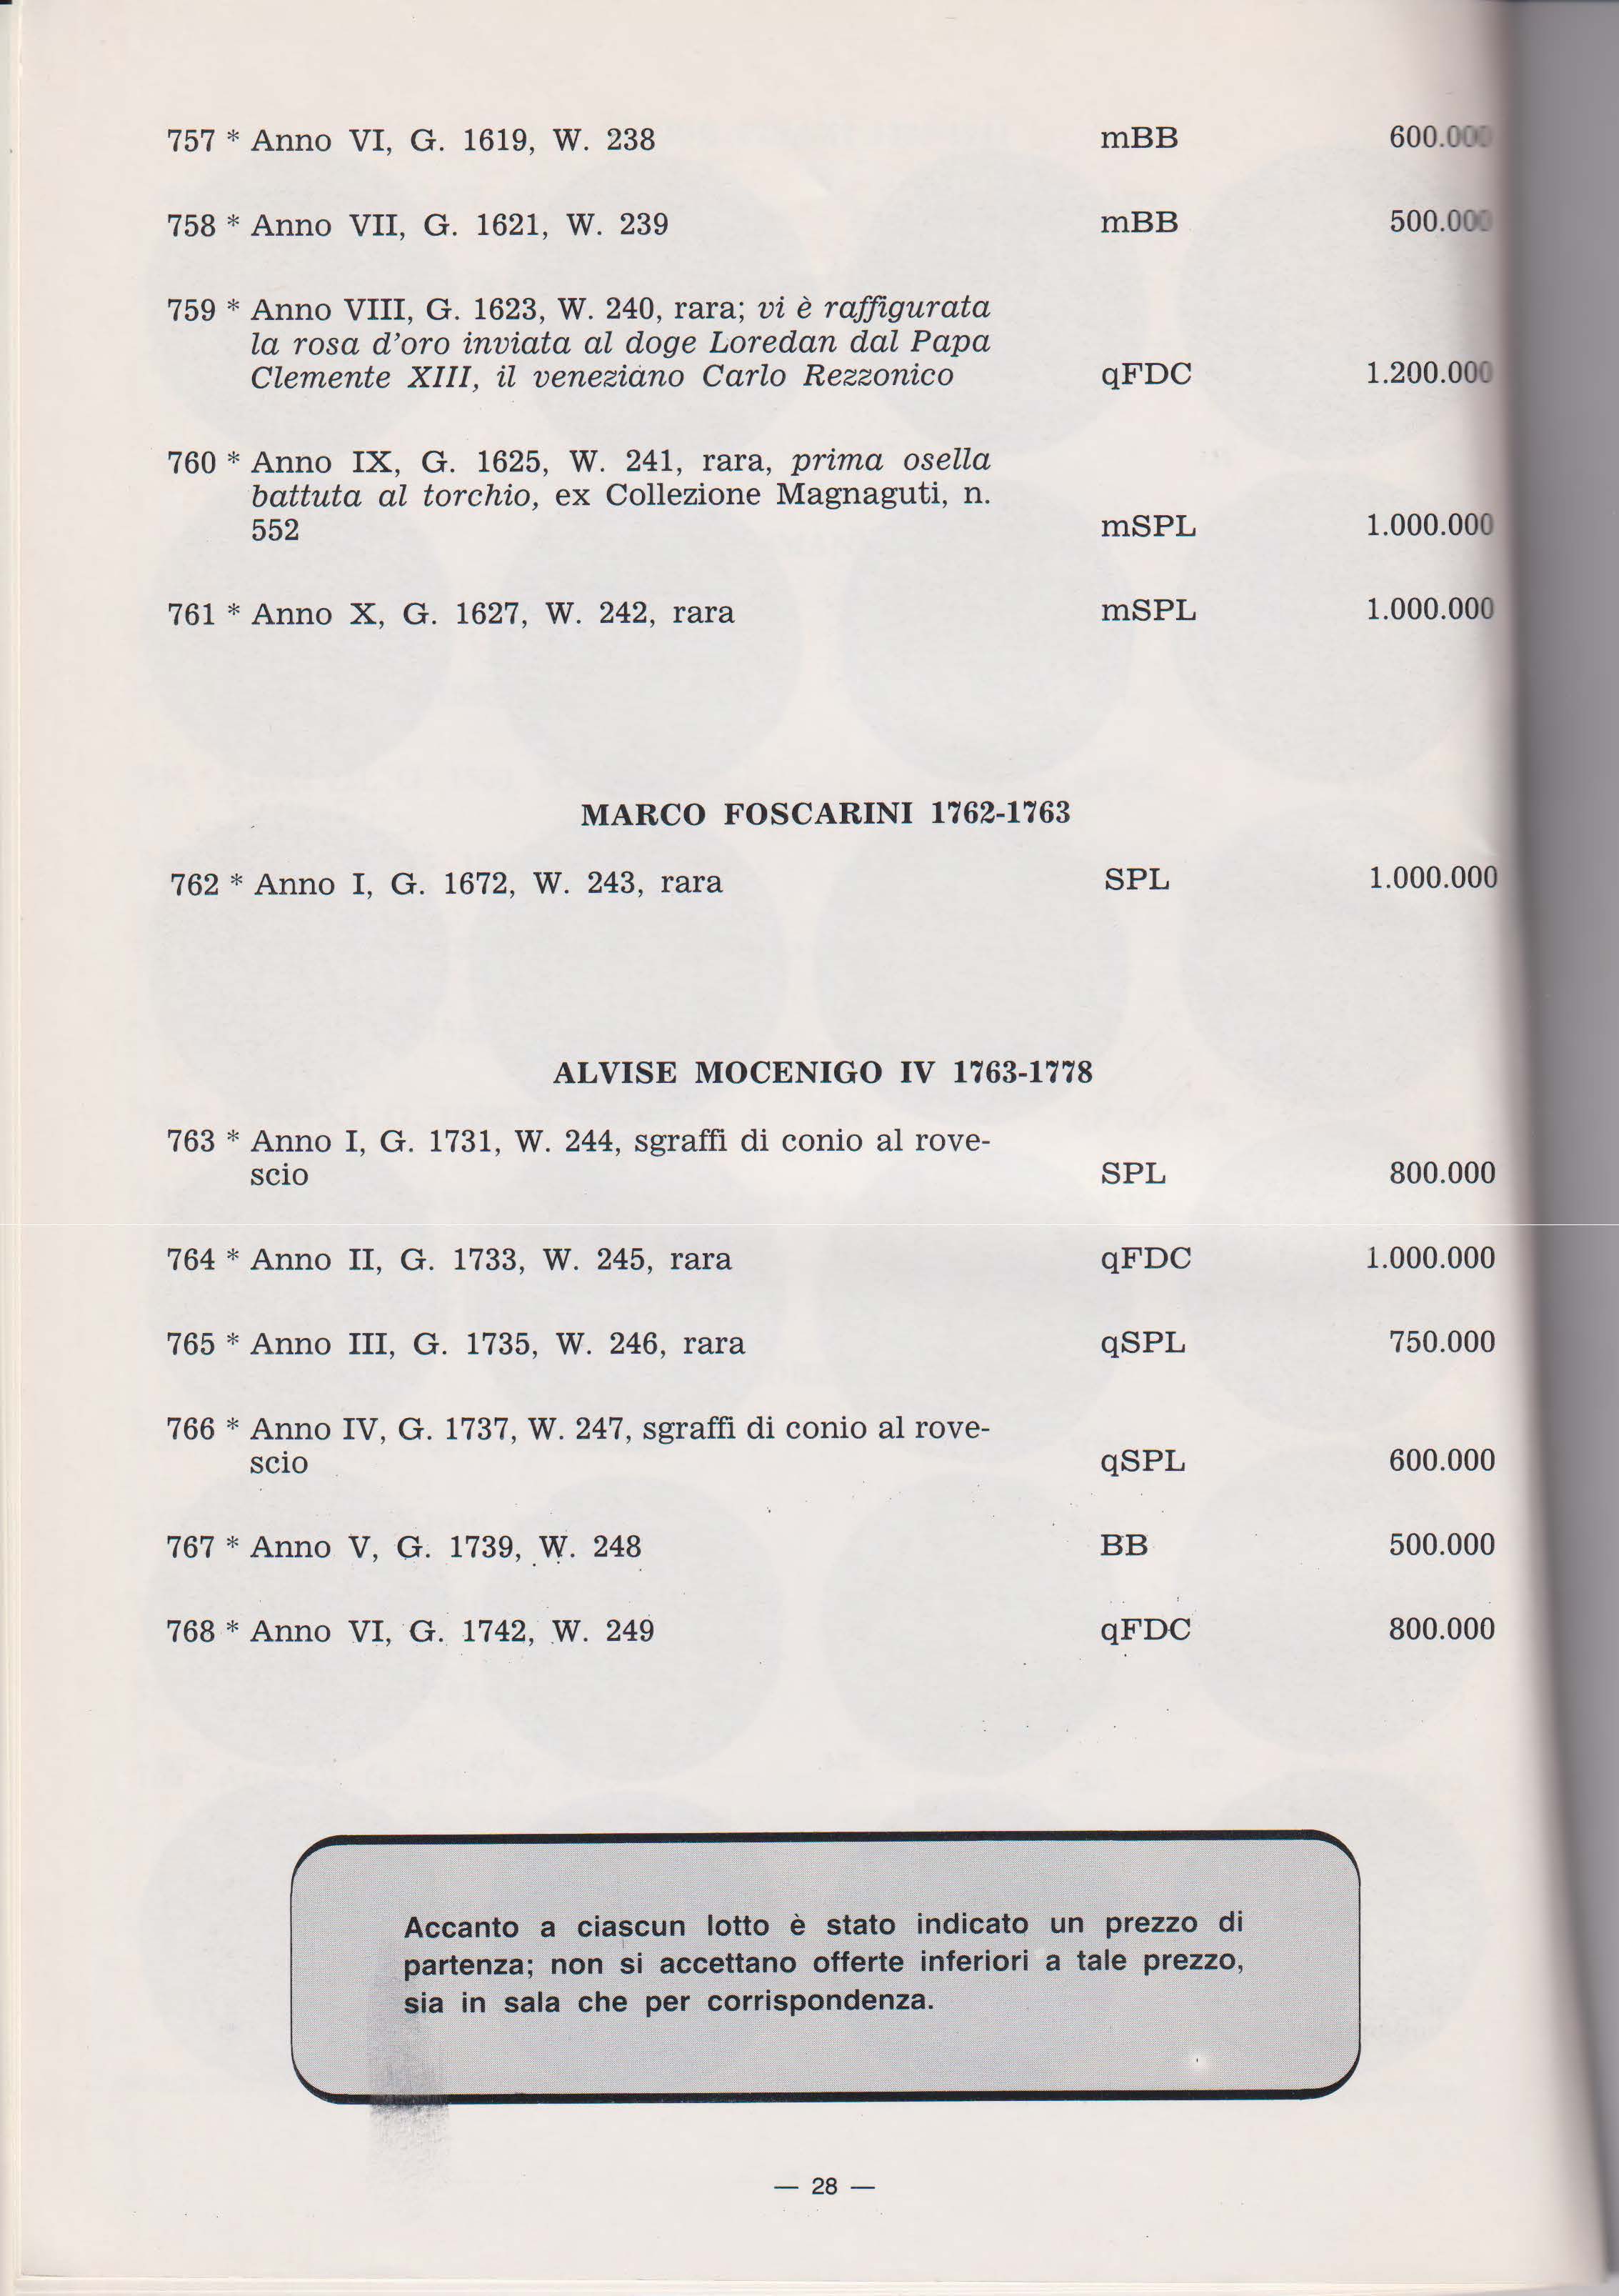 757 * Anno VI, G. 1619, W. 238 mBB 600.000
758 * Anno VII, G. 1621, W. 239 mBB 500.000
759 * Anno VIII, G. 1623, W. 240, rara; vi è raffigurata
la rosa d'oro inviata al doge Loredan dal Papa
Clemente XIII, il veneziano Carlo Rezzonico qFDC 1.200.000
760 * Anno IX, G. 1625, W. 241, rara, prima osella
battuta al torchio, ex Collezione Magnaguti, n.
552 mSPL 1.000.000
761 * Anno X, G. 1627, W. 242, rara mSPL 1.000.000
MARCO FOSCARINI 1762-1763
762 * Anno I, G. 1672, W. 243, rara SPL 1.000.000
ALVISE MOCENIGO IV 1763-1778
763 * Anno I, G. 1731, W. 244, sgraffi di conio al rove-
scio SPL 800.000
764 * Anno II, G. 1733, W. 245, rara qFDC 1.000.000
765 * Anno III, G. 1735, W. 246, rara qSPL 750.000
766 * Anno IV, G. 1737, W. 247, sgraffi di conio al rove-
scio qSPL 600.000
767 * Anno V, G. 1739, W. 248 BB 500.000
768 * Anno VI, G. 1742, W. 249 qFDC 800.000
Accanto a ciascun lotto è stato indicato un prezzo di
partenza; non si accettano offerte inferiori a tale prezzo,
sia in sala che per corrispondenza.
— 28 —